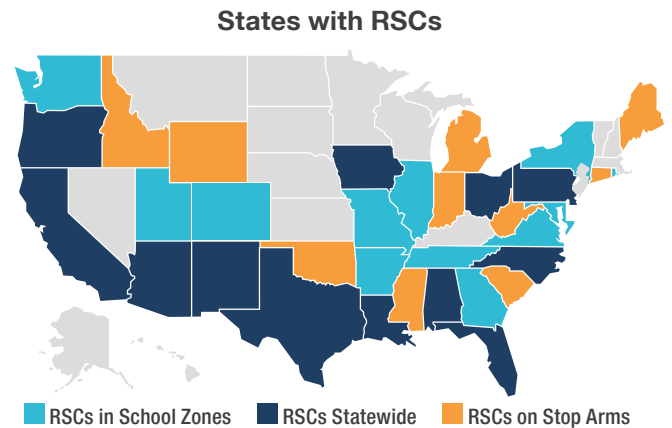 States with RSCs
RSCs in School Zones
RSCs Statewide
RSCs on Stop Arms